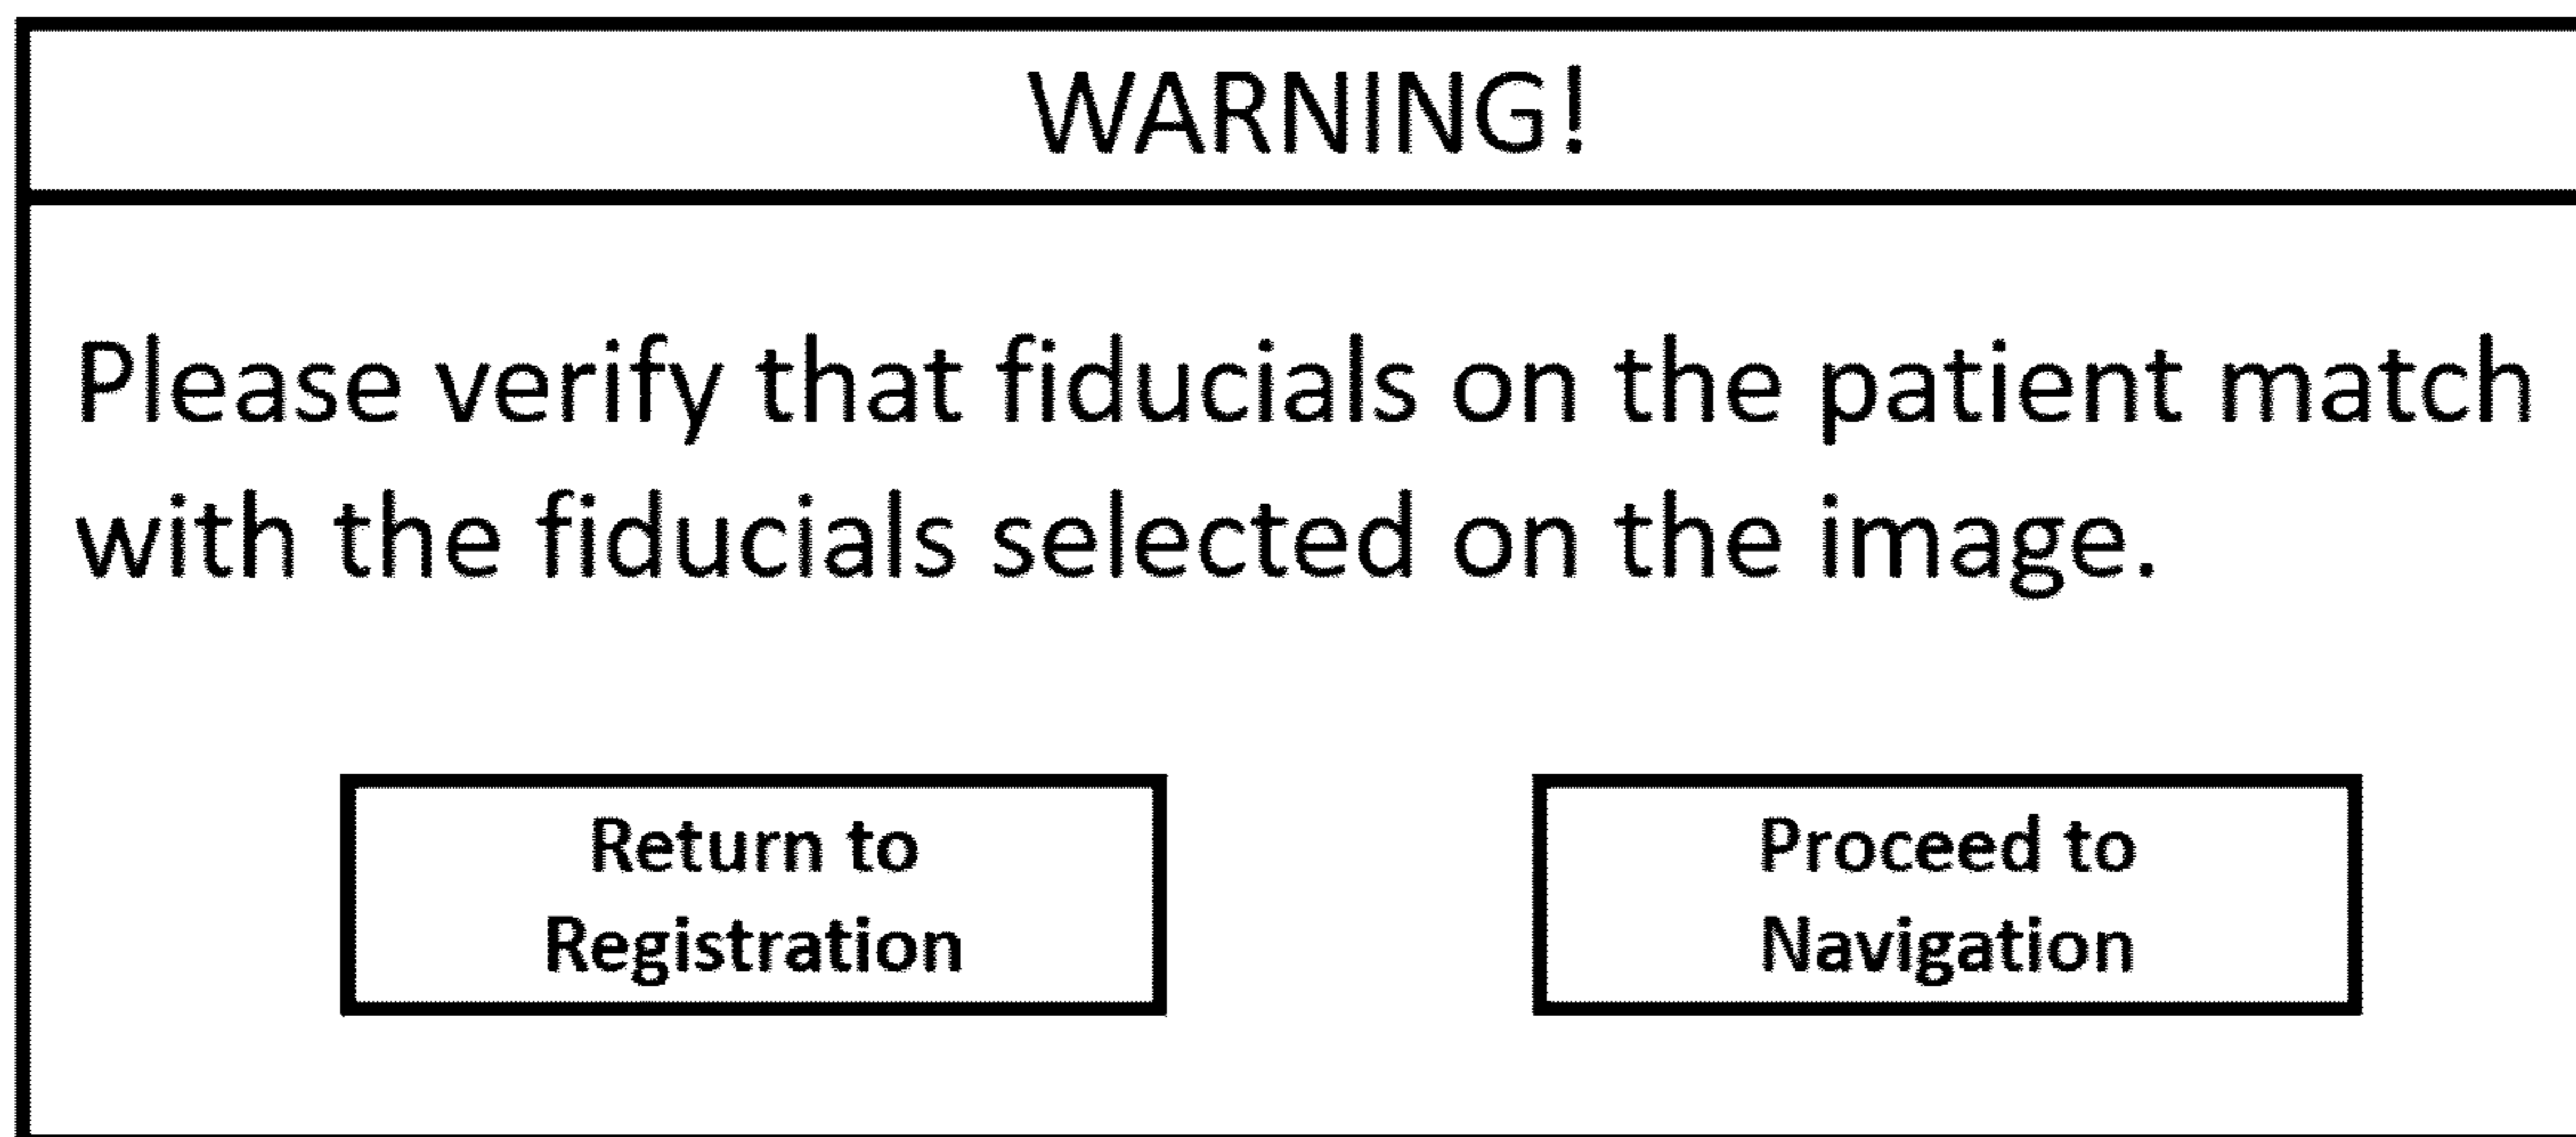 WARNING!
Please verify that fiducials on the patient match
with the fiducials selected on the image.
Return to
Registration
Proceed to
Navigation